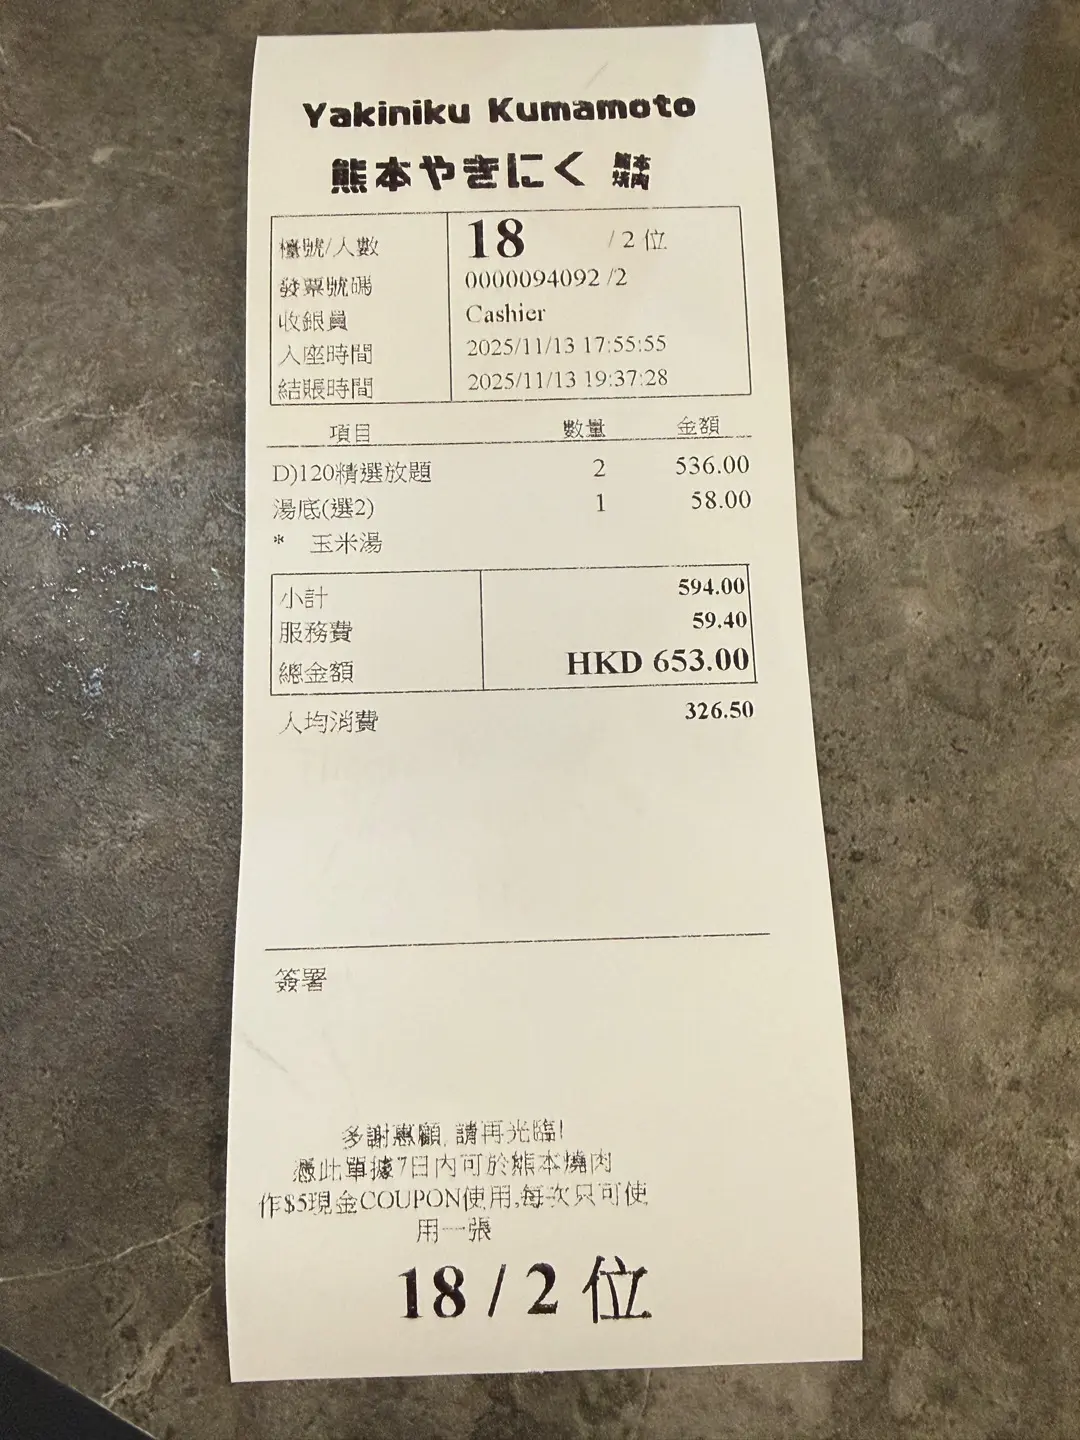 Yakiniku Kumamoto
熊本やきにく 熊本燒肉
檯號/人數 18 / 2 位
發票號碼 0000094092 /2
收銀員 Cashier
入座時間 2025/11/13 17:55:55
結賬時間 2025/11/13 19:37:28
項目 數量 金額
D)120精選放題 2 536.00
湯底(選2) 1 58.00
* 玉米湯
小計 594.00
服務費 59.40
總金額 HKD 653.00
人均消費 326.50
簽署
多謝惠顧, 請再光臨!
憑此單據7日內可於熊本燒肉
作$5現金COUPON使用,每次只可使
用一張
18 / 2 位